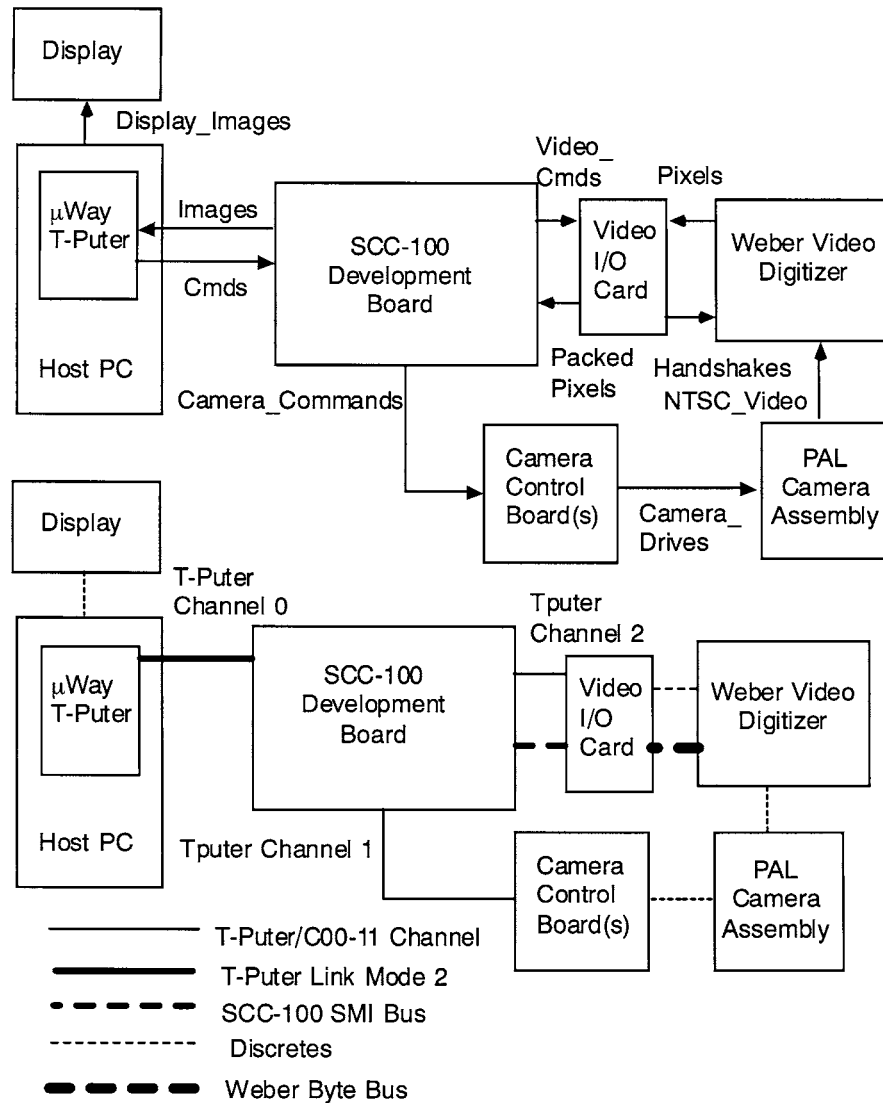 Display
Display_Images
μWay
T-Puter
Host PC
Images
Cmds
SCC-100
Development
Board
Video_
Cmds
Pixels
Video
I/O
Card
Weber Video
Digitizer
Packed
Pixels
Handshakes
NTSC_Video
Camera_Commands
Camera
Control
Board(s)
Camera_
Drives
PAL
Camera
Assembly
Display
T-Puter
Channel 0
μWay
T-Puter
Host PC
SCC-100
Development
Board
Tputer
Channel 2
Video
I/O
Card
Weber Video
Digitizer
Tputer Channel 1
Camera
Control
Board(s)
PAL
Camera
Assembly
T-Puter/C00-11 Channel
T-Puter Link Mode 2
SCC-100 SMI Bus
Discretes
Weber Byte Bus